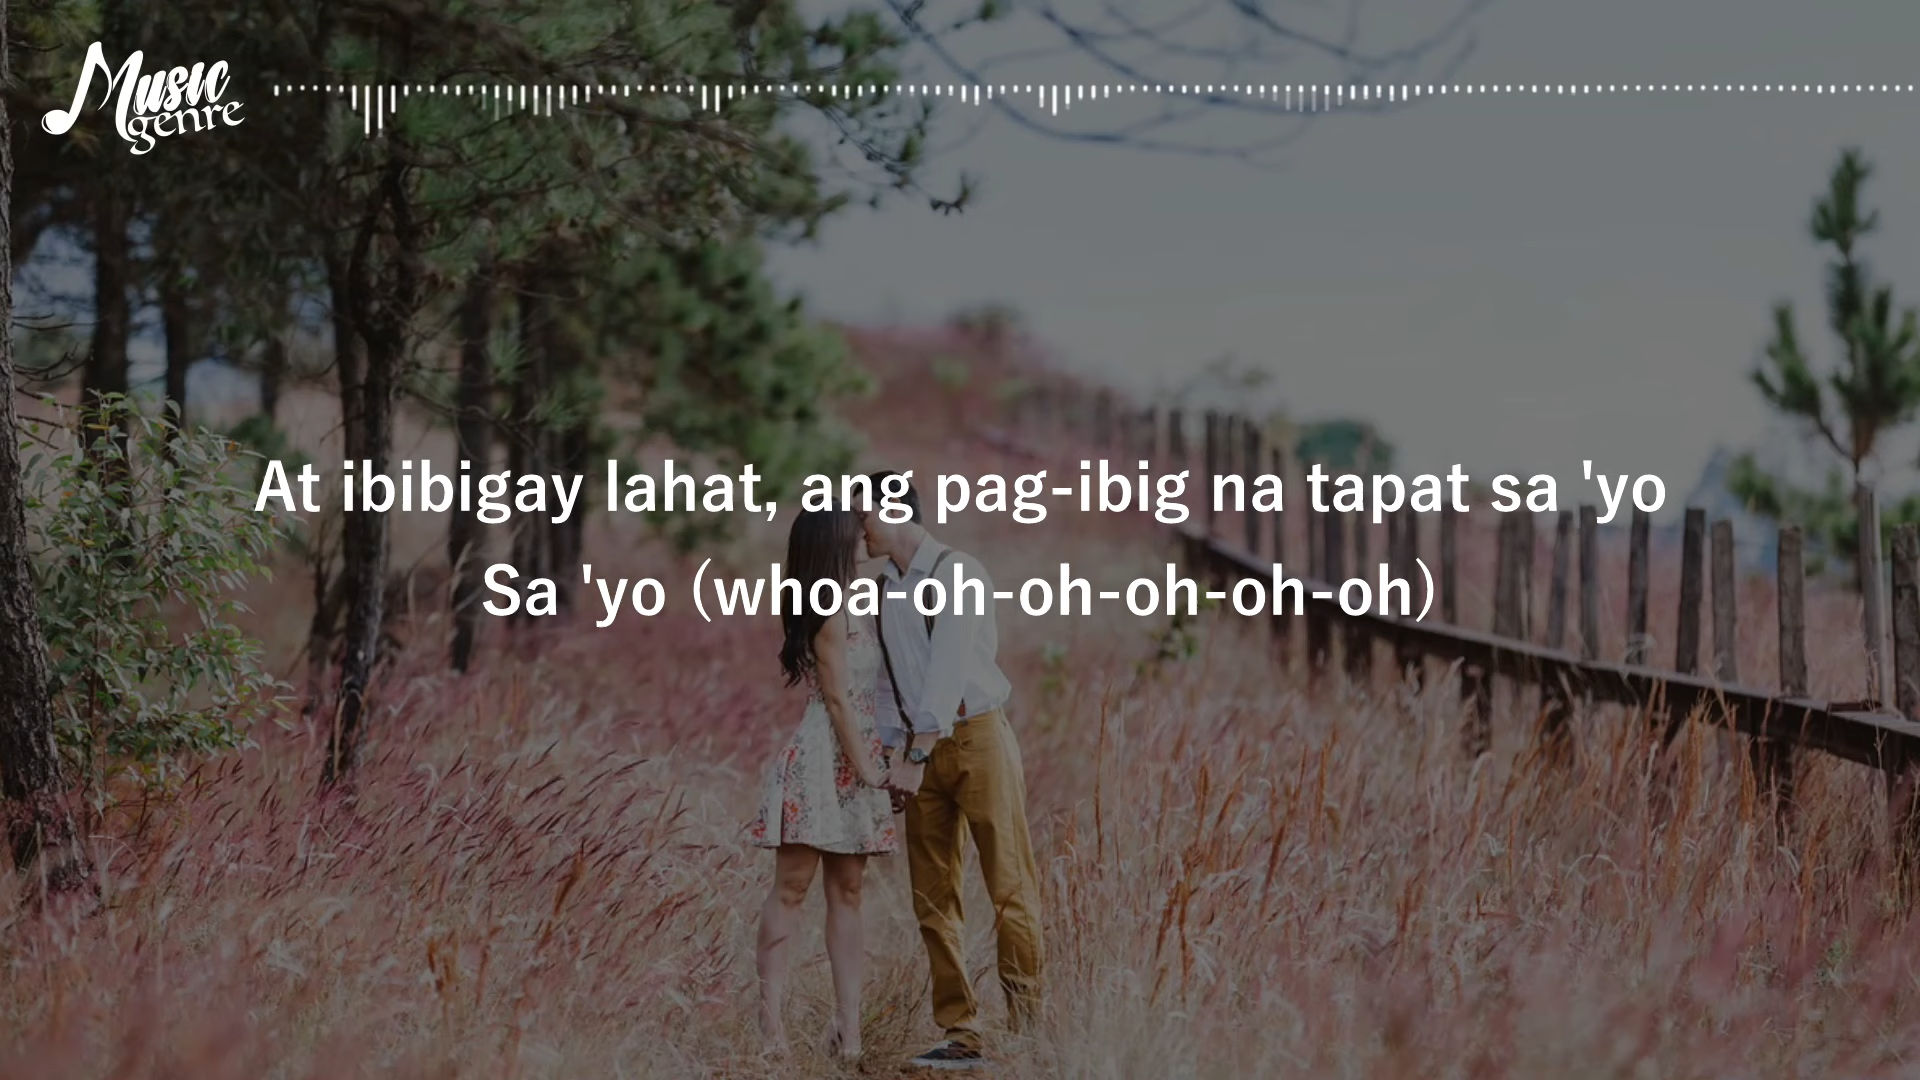 Music
genre
At ibibigay lahat, ang pag-ibig na tapat sa 'yo
Sa 'yo (whoa-oh-oh-oh-oh-oh)